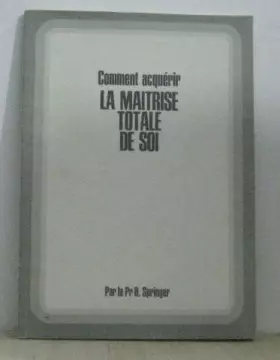 Comment acquérir
LA MAITRISE
TOTALE
DE SOI
Par le Pr R. Springer